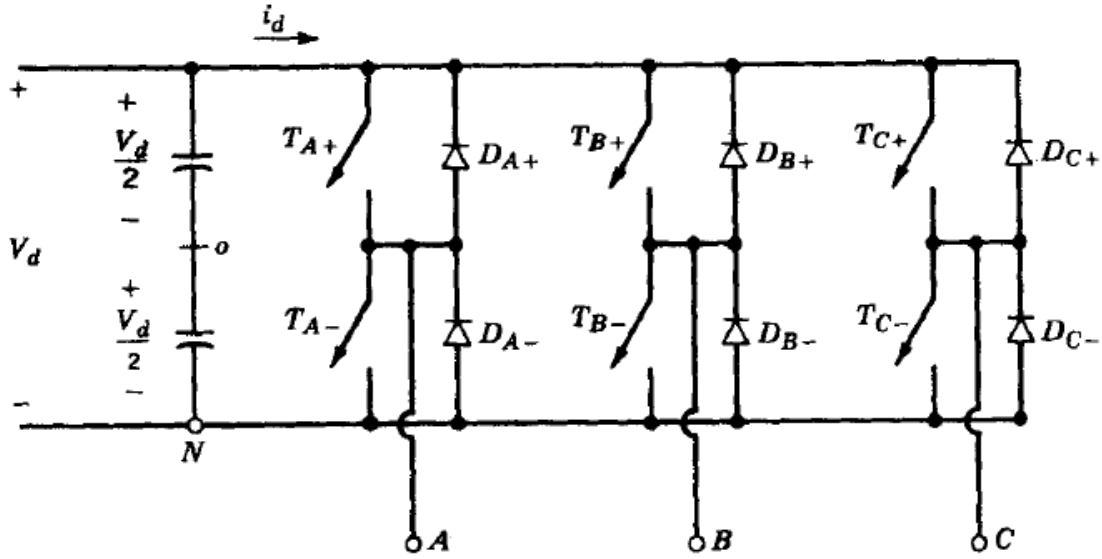 i_d
+
+
V_d/2
−
V_d
+
V_d/2
−
−
o
N
T_A+
D_A+
T_B+
D_B+
T_C+
D_C+
T_A−
D_A−
T_B−
D_B−
T_C−
D_C−
A
B
C